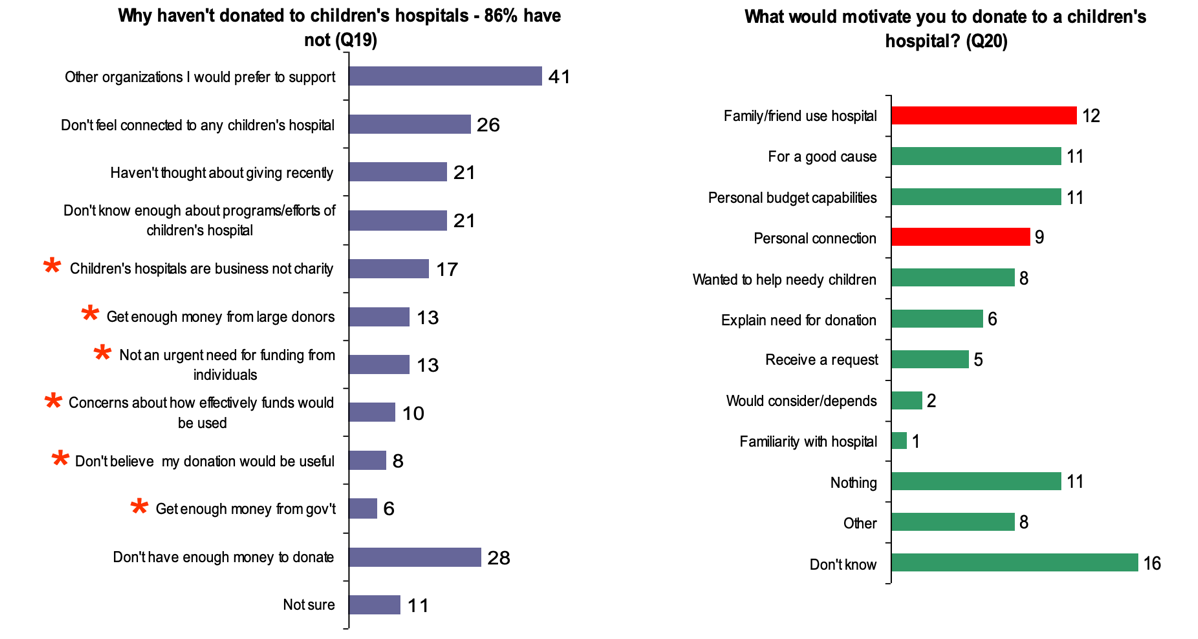 Why haven't donated to children's hospitals - 86% have
not (Q19)
Other organizations I would prefer to support 41
Don't feel connected to any children's hospital 26
Haven't thought about giving recently 21
Don't know enough about programs/efforts of
children's hospital 21
* Children's hospitals are business not charity 17
* Get enough money from large donors 13
* Not an urgent need for funding from
individuals 13
* Concerns about how effectively funds would
be used 10
* Don't believe my donation would be useful 8
* Get enough money from gov't 6
Don't have enough money to donate 28
Not sure 11
What would motivate you to donate to a children's
hospital? (Q20)
Family/friend use hospital 12
For a good cause 11
Personal budget capabilities 11
Personal connection 9
Wanted to help needy children 8
Explain need for donation 6
Receive a request 5
Would consider/depends 2
Familiarity with hospital 1
Nothing 11
Other 8
Don't know 16